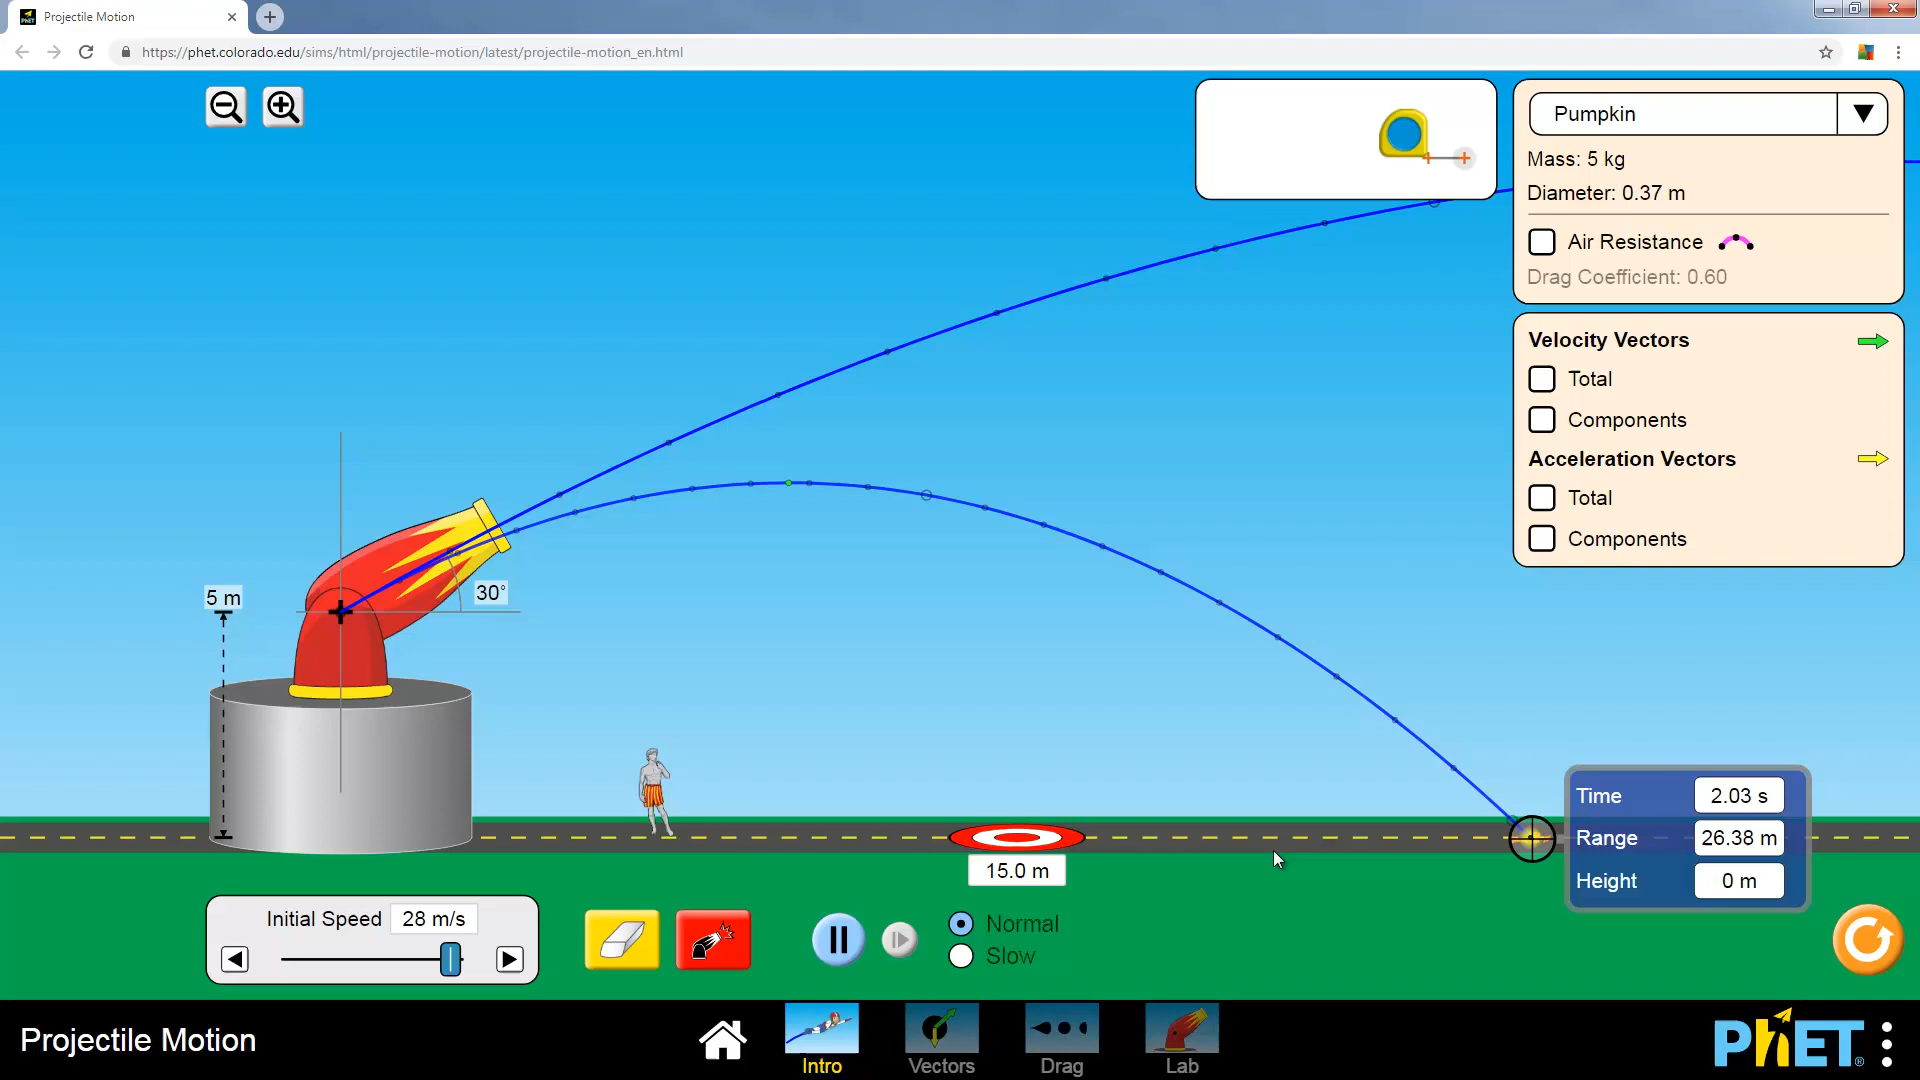 Projectile Motion
https://phet.colorado.edu/sims/html/projectile-motion/latest/projectile-motion_en.html
Pumpkin
Mass: 5 kg
Diameter: 0.37 m
Air Resistance
Drag Coefficient: 0.60
Velocity Vectors
Total
Components
Acceleration Vectors
Total
Components
5 m
30°
Time 2.03 s
Range 26.38 m
Height 0 m
15.0 m
Initial Speed 28 m/s
Normal
Slow
Projectile Motion
Intro
Vectors
Drag
Lab
PhET